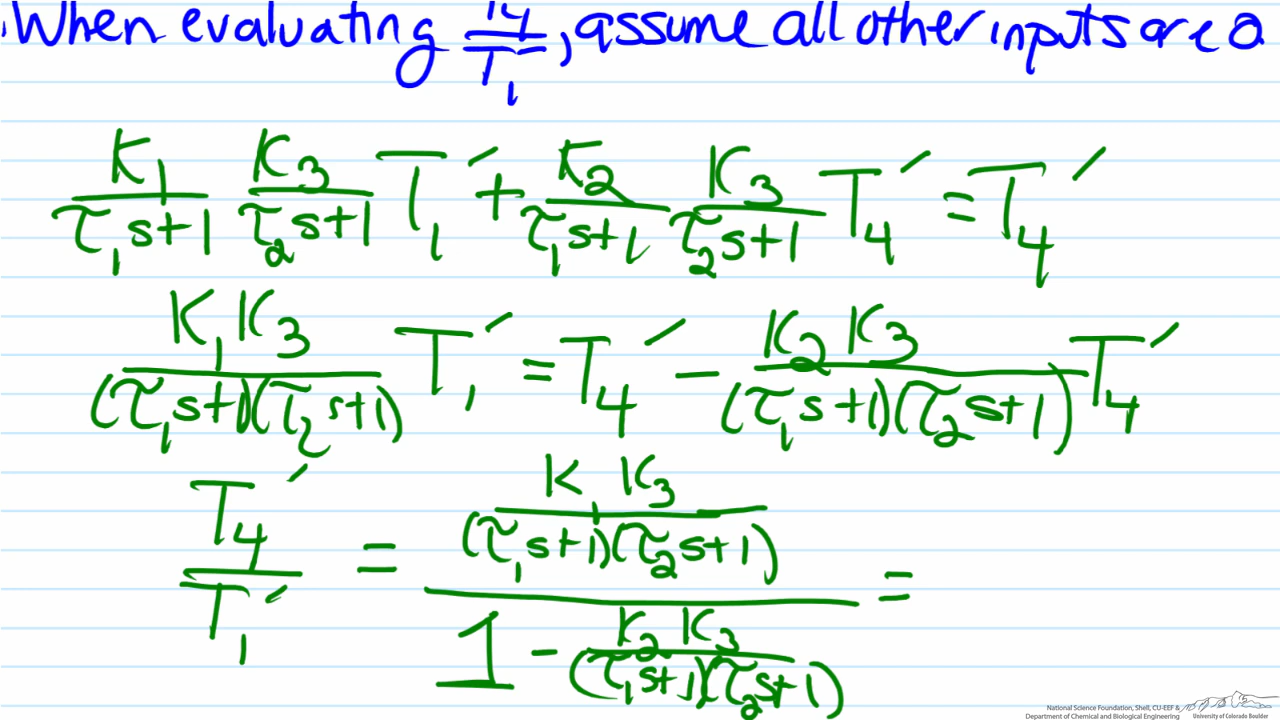 When evaluating T4/T1, assume all other inputs are 0
K1/(τ1s+1) K3/(τ2s+1) T1′ + K2/(τ1s+1) K3/(τ2s+1) T4′ = T4′
K1K3/((τ1s+1)(τ2s+1)) T1′ = T4′ − K2K3/((τ1s+1)(τ2s+1)) T4′
T4′/T1′ = (K1K3/((τ1s+1)(τ2s+1)))/(1 − K2K3/((τ1s+1)(τ2s+1))) =
National Science Foundation, Shell, CU-EEF &
Department of Chemical and Biological Engineering
University of Colorado Boulder